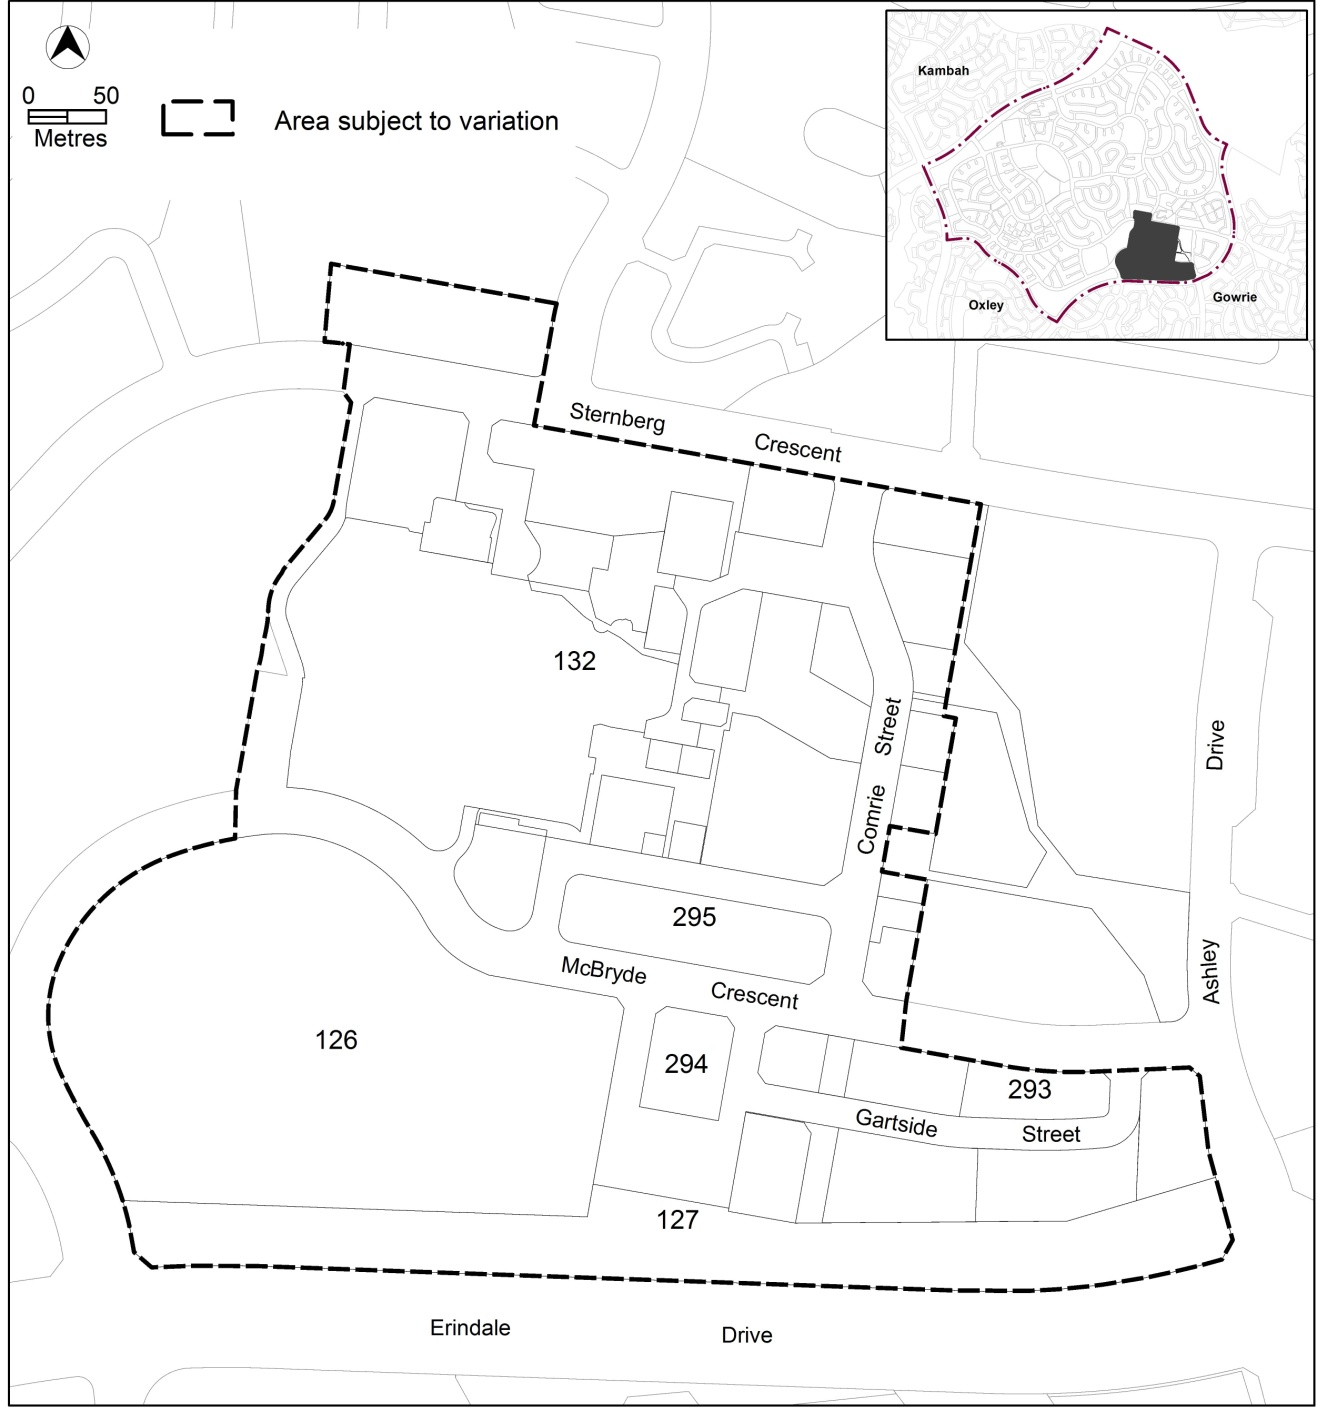 0 50
Metres
Area subject to variation
Kambah
Oxley
Gowrie
Sternberg Crescent
132
Comrie Street
Ashley Drive
295
McBryde Crescent
126
294
293
Gartside Street
127
Erindale Drive